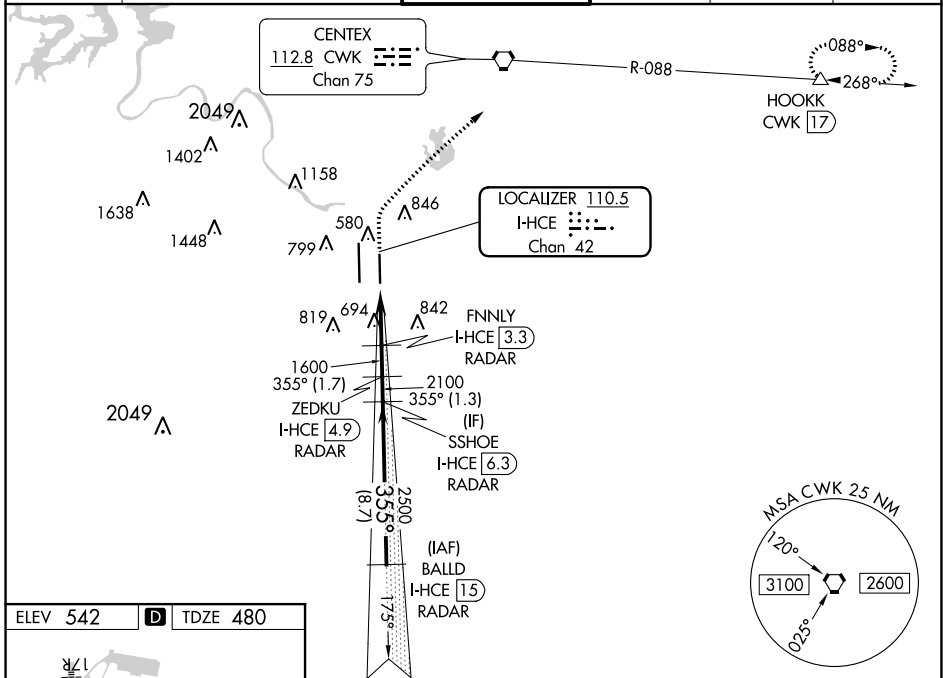 CENTEX
112.8 CWK
Chan 75
R-088
088°
268°
HOOKK
CWK 17
2049
1402
1158
1638
1448
580
846
799
LOCALIZER 110.5
I-HCE
Chan 42
819
694
842
FNNLY
I-HCE 3.3
RADAR
1600
355° (1.7)
2100
355° (1.3)
ZEDKU
I-HCE 4.9
RADAR
(IF)
SSHOE
I-HCE 6.3
RADAR
2049
2500
355°
(8.7)
(IAF)
BALLD
I-HCE 15
RADAR
175°
MSA CWK 25 NM
120°
3100
2600
025°
ELEV 542 D TDZE 480
17R